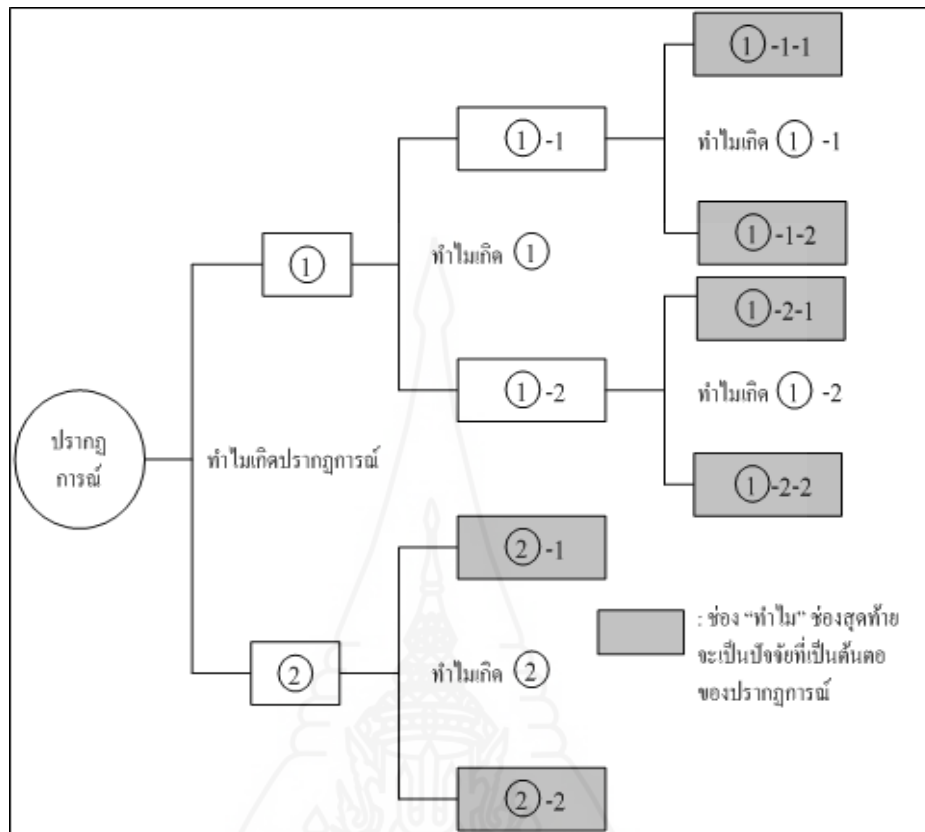 ① -1-1
① -1
ทำไมเกิด ① -1
①
ทำไมเกิด ①
① -1-2
① -2-1
① -2
ทำไมเกิด ① -2
ปรากฏ
การณ์
ทำไมเกิดปรากฏการณ์
① -2-2
② -1
: ช่อง “ทำไม” ช่องสุดท้าย
จะเป็นปัจจัยที่เป็นต้นตอ
ของปรากฏการณ์
②
ทำไมเกิด ②
② -2